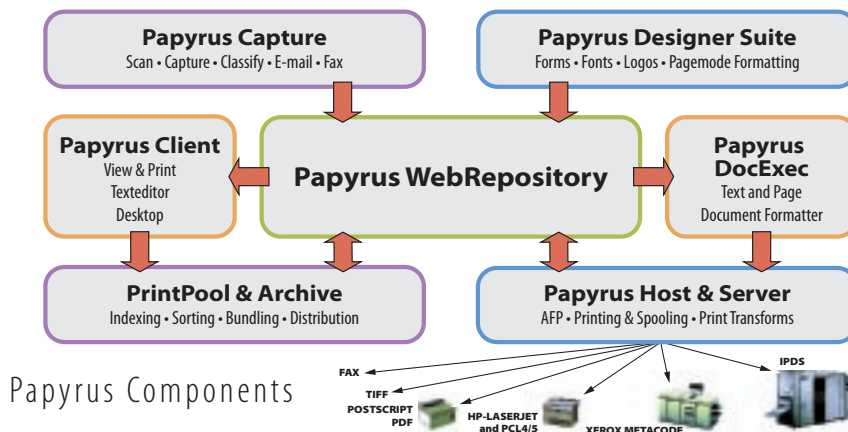 Papyrus Capture
Scan • Capture • Classify • E-mail • Fax
Papyrus Designer Suite
Forms • Fonts • Logos • Pagemode Formatting
Papyrus Client
View & Print
Texteditor
Desktop
Papyrus WebRepository
Papyrus
DocExec
Text and Page
Document Formatter
PrintPool & Archive
Indexing • Sorting • Bundling • Distribution
Papyrus Host & Server
AFP • Printing & Spooling • Print Transforms
Papyrus Components
FAX
TIFF
POSTSCRIPT
PDF
HP-LASERJET
and PCL4/5
XEROX METACODE
IPDS